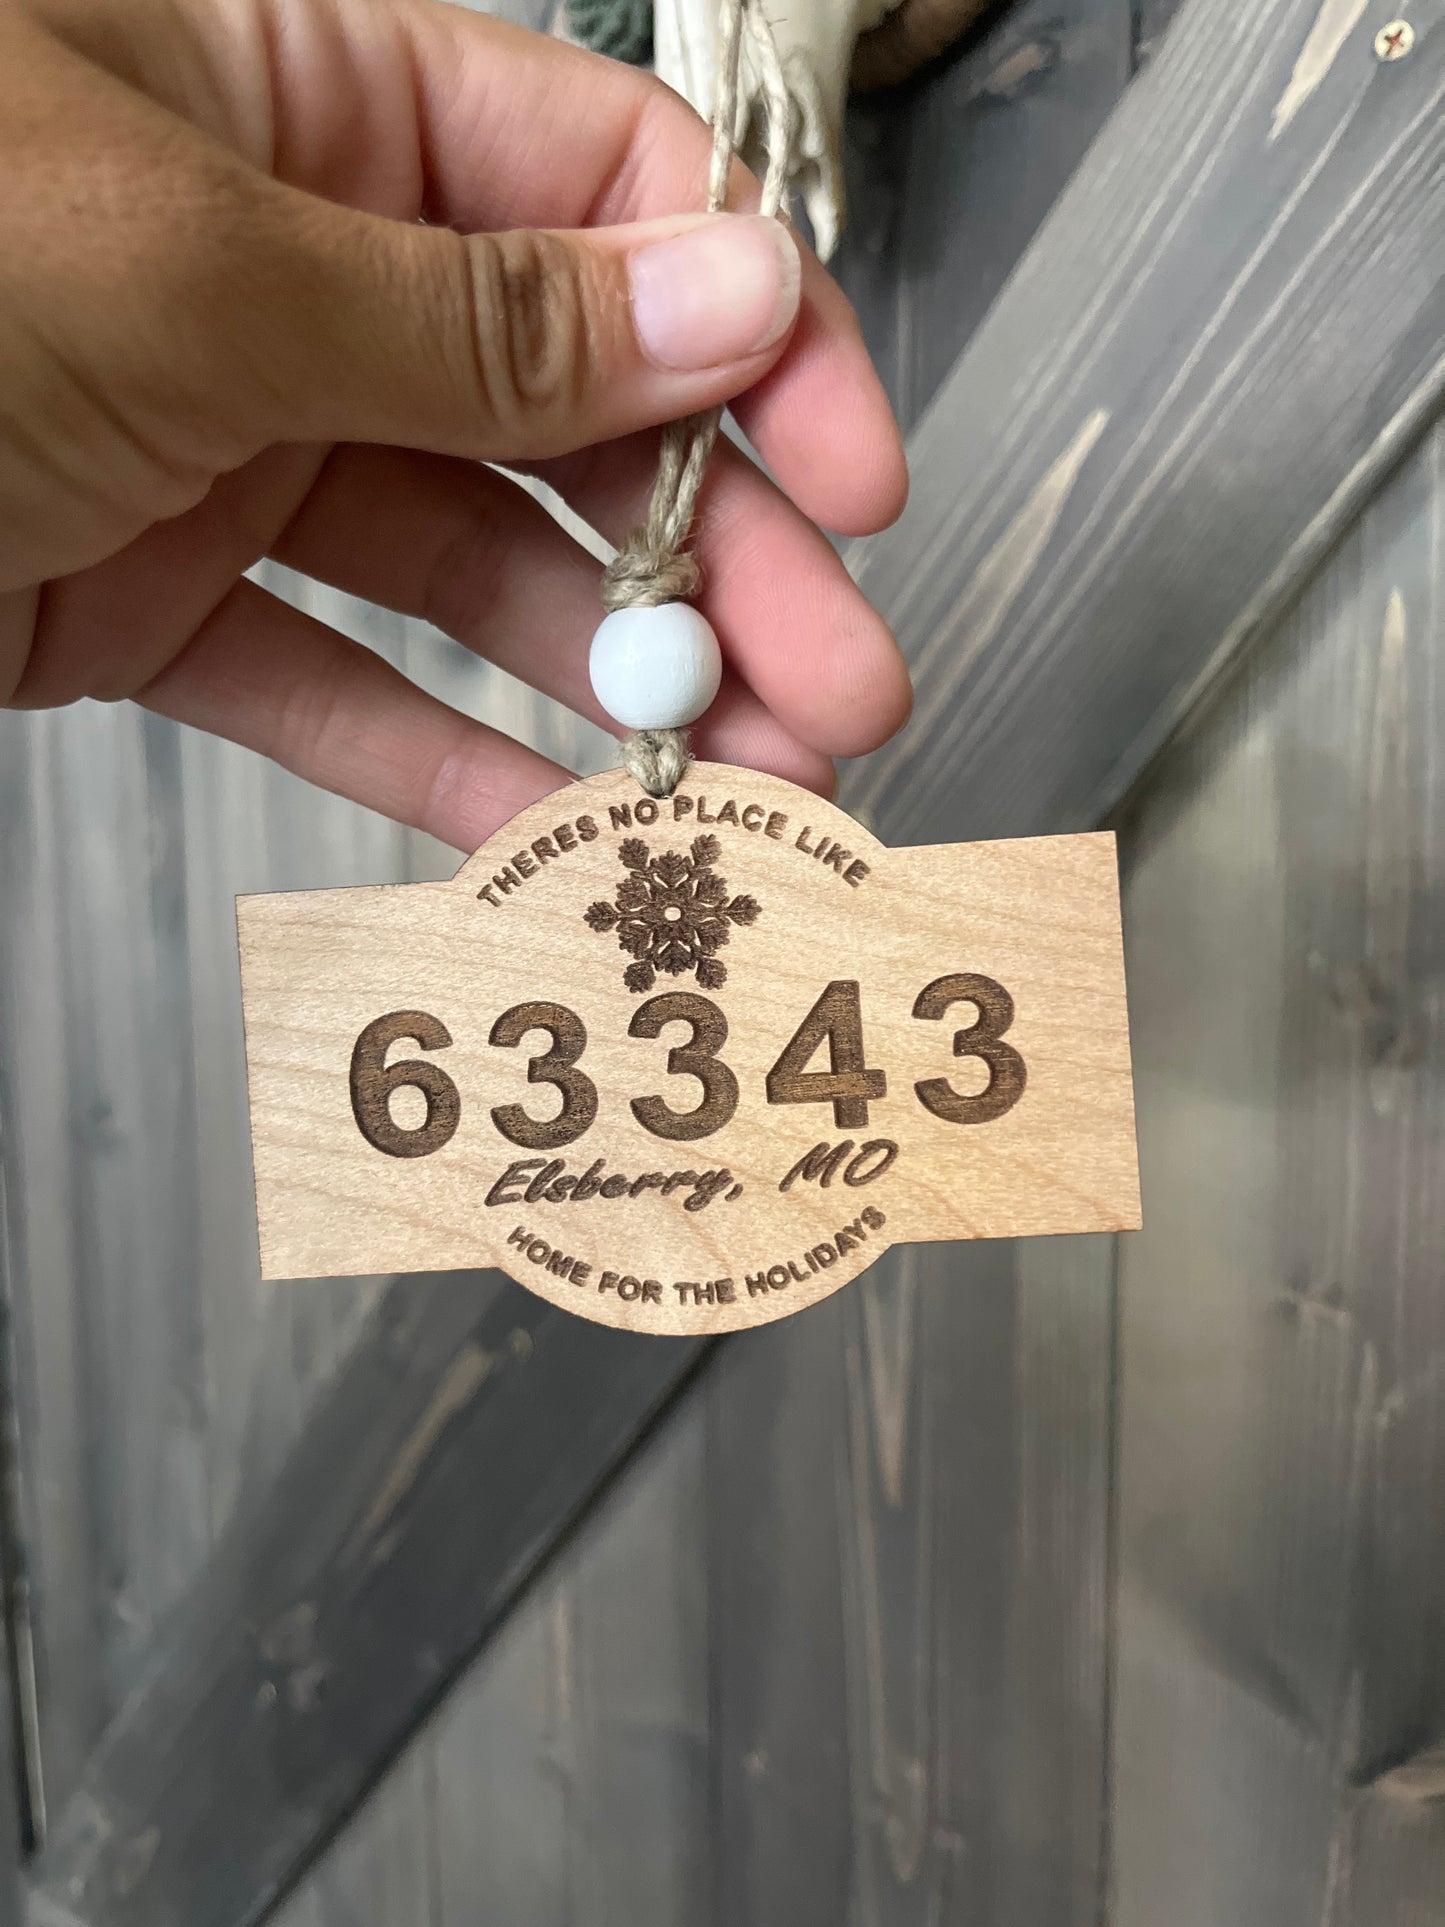 THERES NO PLACE LIKE
63343
Elsberry, MO
HOME FOR THE HOLIDAYS